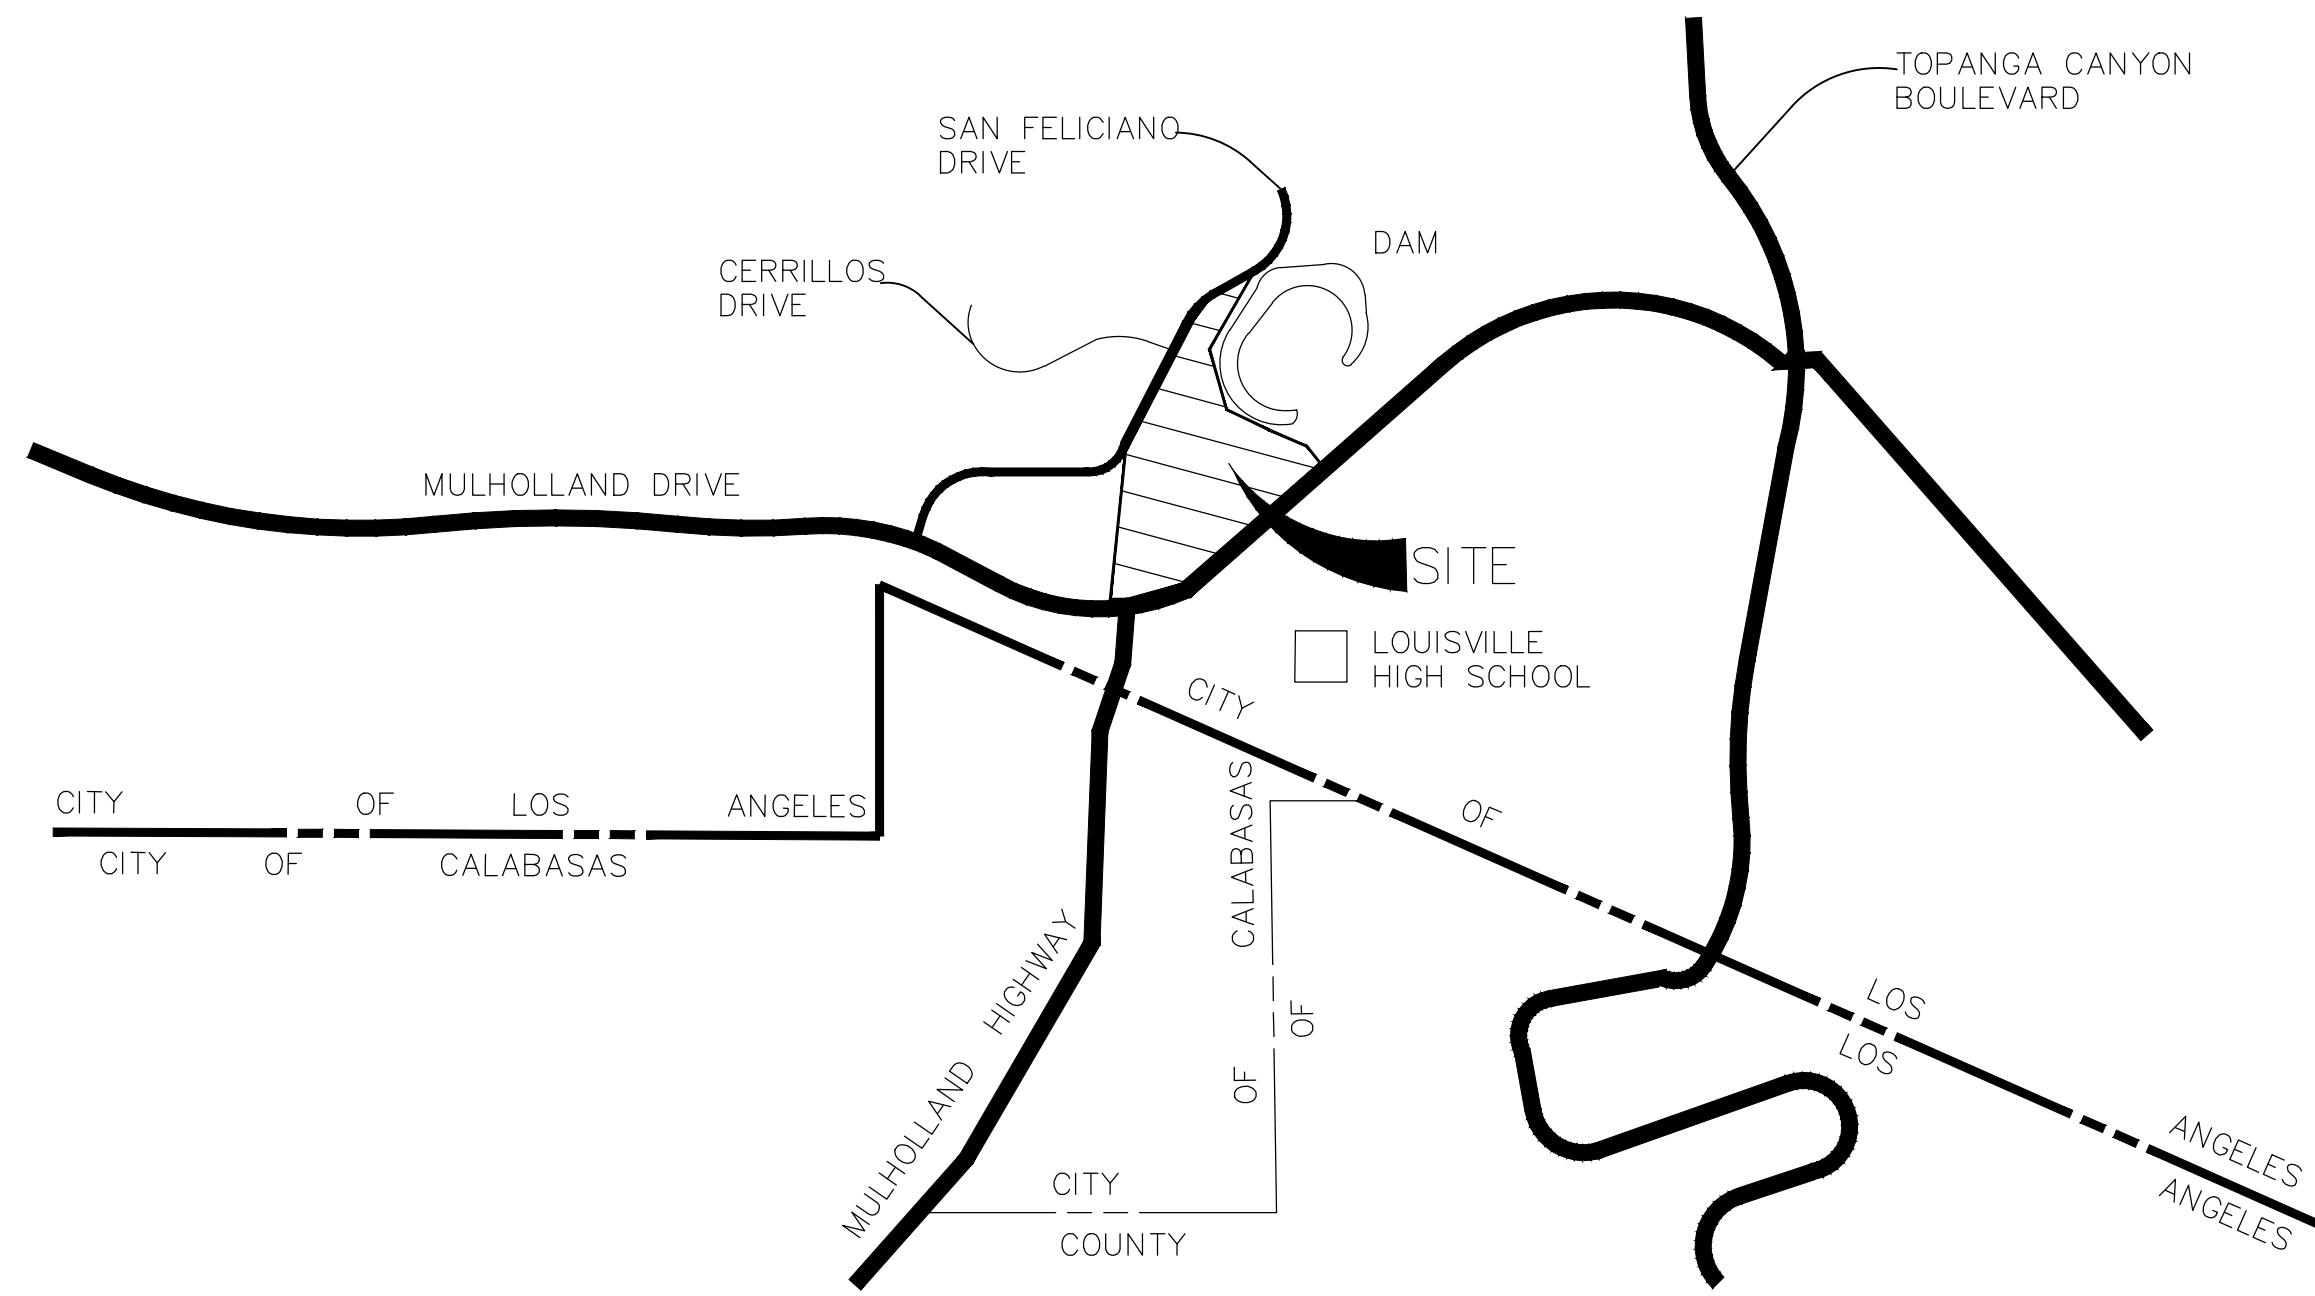 TOPANGA CANYON
BOULEVARD
SAN FELICIANO
DRIVE
DAM
CERRILLOS
DRIVE
MULHOLLAND DRIVE
SITE
LOUISVILLE
HIGH SCHOOL
CITY OF LOS ANGELES
CITY OF CALABASAS
CITY OF LOS ANGELES
LOS ANGELES
CALABASAS
OF
OF
MULHOLLAND HIGHWAY
CITY
COUNTY